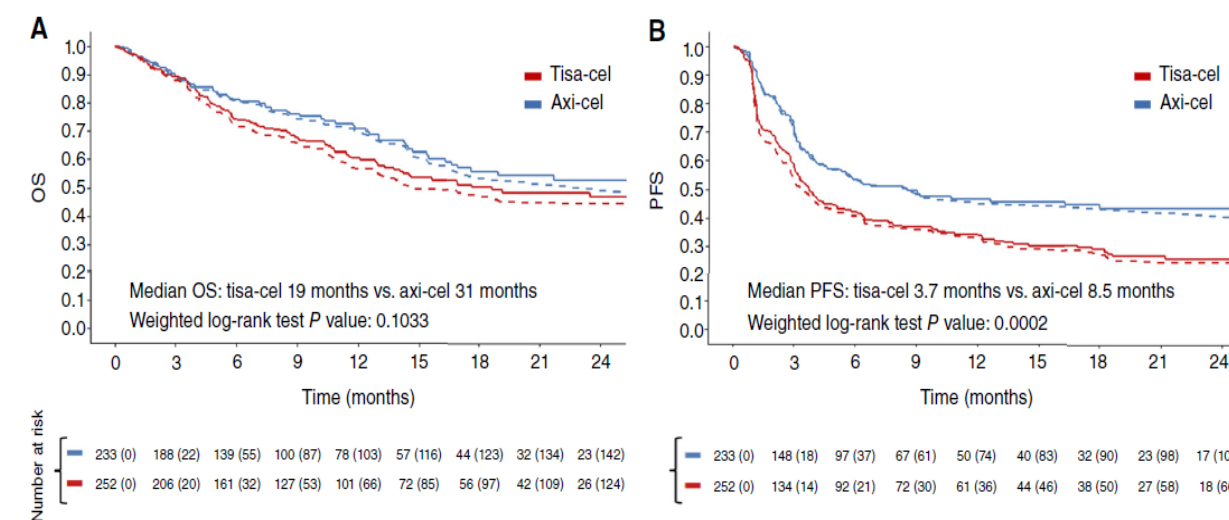 A
OS
1.0
0.9
0.8
0.7
0.6
0.5
0.4
0.3
0.2
0.1
0.0
Tisa-cel
Axi-cel
Median OS: tisa-cel 19 months vs. axi-cel 31 months
Weighted log-rank test P value: 0.1033
0 3 6 9 12 15 18 21 24
Time (months)
Number at risk
233 (0) 188 (22) 139 (55) 100 (87) 78 (103) 57 (116) 44 (123) 32 (134) 23 (142)
252 (0) 206 (20) 161 (32) 127 (53) 101 (66) 72 (85) 56 (97) 42 (109) 26 (124)
B
PFS
1.0
0.9
0.8
0.7
0.6
0.5
0.4
0.3
0.2
0.1
0.0
Tisa-cel
Axi-cel
Median PFS: tisa-cel 3.7 months vs. axi-cel 8.5 months
Weighted log-rank test P value: 0.0002
0 3 6 9 12 15 18 21 24
Time (months)
233 (0) 148 (18) 97 (37) 67 (61) 50 (74) 40 (83) 32 (90) 23 (98) 17
252 (0) 134 (14) 92 (21) 72 (30) 61 (36) 44 (46) 38 (50) 27 (58) 18